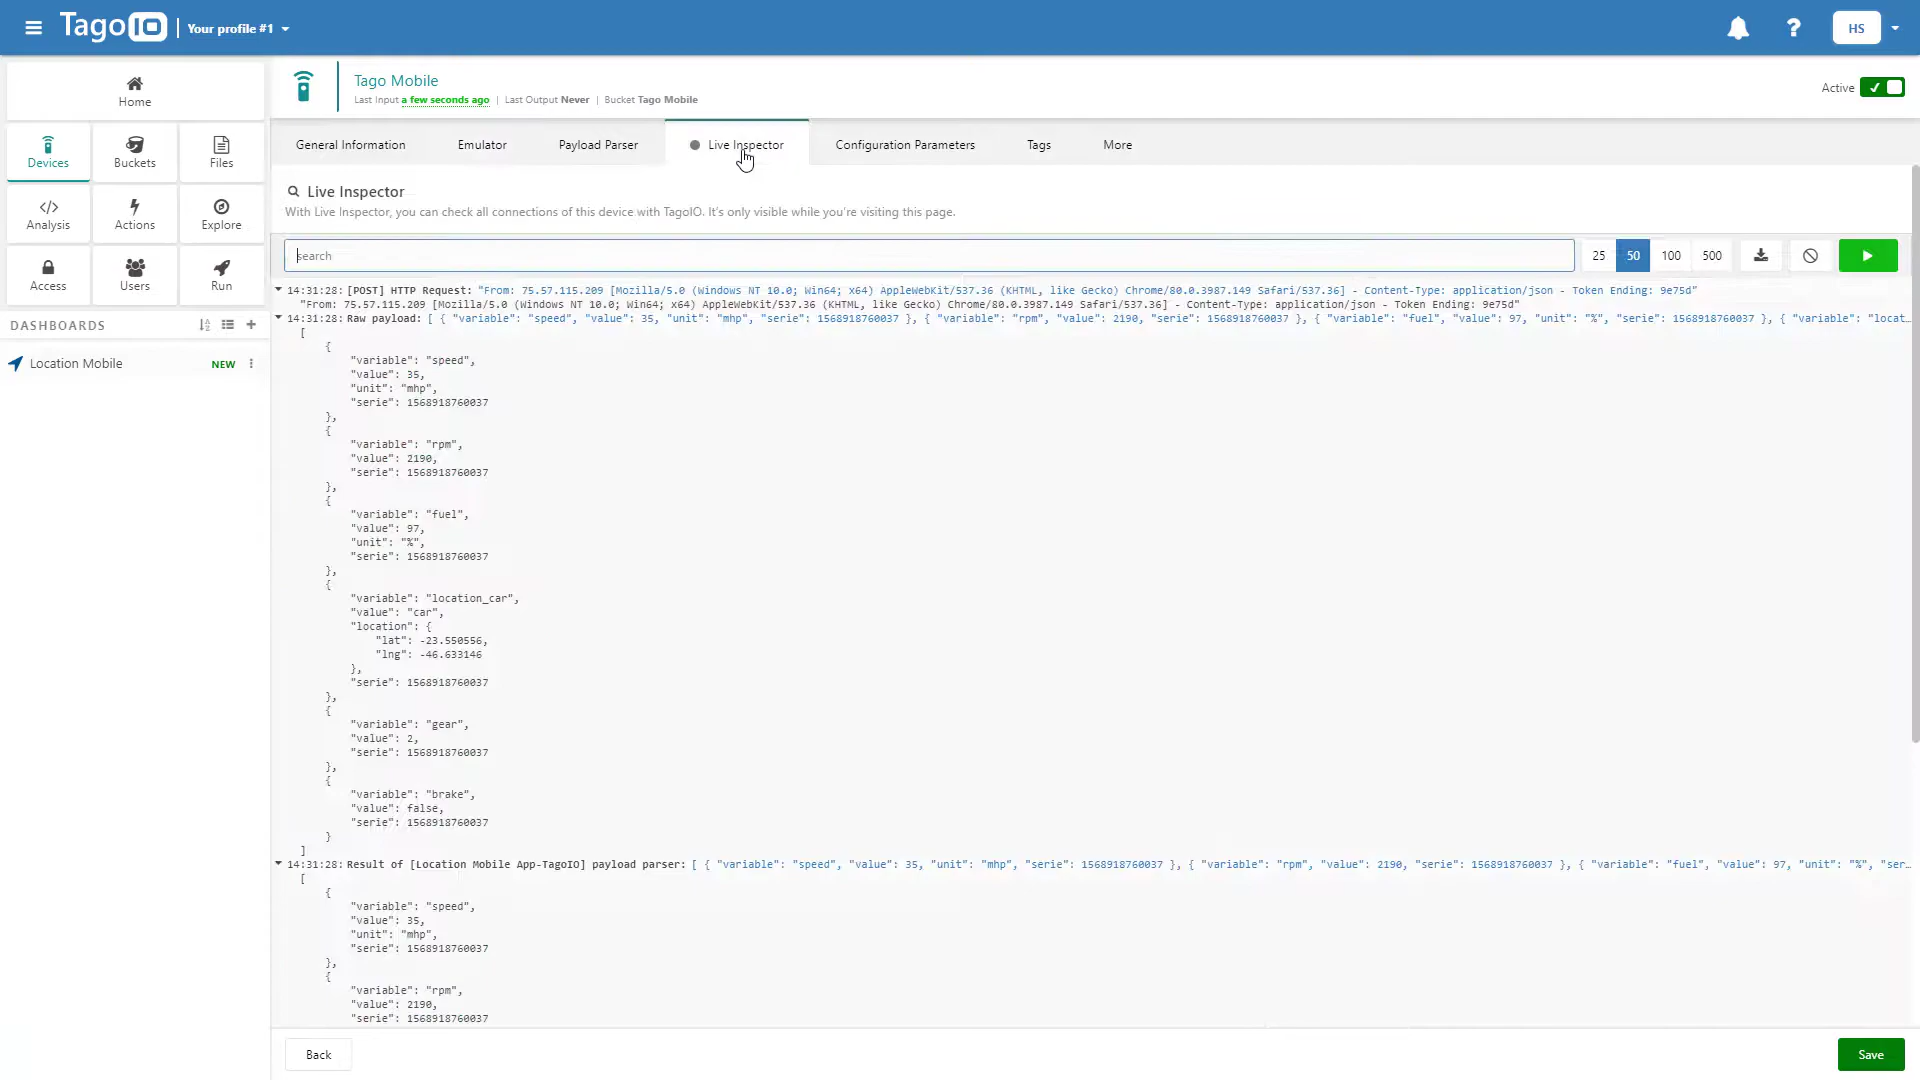 TagoIO | Your profile #1
HS
Home
Devices
Buckets
Files
Analysis
Actions
Explore
Access
Users
Run
DASHBOARDS
Location Mobile NEW
Tago Mobile
Last Input a few seconds ago | Last Output Never | Bucket Tago Mobile
Active
General Information
Emulator
Payload Parser
Live Inspector
Configuration Parameters
Tags
More
Live Inspector
With Live Inspector, you can check all connections of this device with TagoIO. It's only visible while you're visiting this page.
search
25 50 100 500
14:31:28: [POST] HTTP Request: "From: 75.57.115.209 [Mozilla/5.0 (Windows NT 10.0; Win64; x64) AppleWebKit/537.36 (KHTML, like Gecko) Chrome/80.0.3987.149 Safari/537.36] - Content-Type: application/json - Token Ending: 9e75d"
"From: 75.57.115.209 [Mozilla/5.0 (Windows NT 10.0; Win64; x64) AppleWebKit/537.36 (KHTML, like Gecko) Chrome/80.0.3987.149 Safari/537.36] - Content-Type: application/json - Token Ending: 9e75d"
14:31:28: Raw payload: [ { "variable": "speed", "value": 35, "unit": "mhp", "serie": 1568918760037 }, { "variable": "rpm", "value": 2190, "serie": 1568918760037 }, { "variable": "fuel", "value": 97, "unit": "%", "serie": 1568918760037 }, { "variable": "locat...
[
{
"variable": "speed",
"value": 35,
"unit": "mhp",
"serie": 1568918760037
},
{
"variable": "rpm",
"value": 2190,
"serie": 1568918760037
},
{
"variable": "fuel",
"value": 97,
"unit": "%",
"serie": 1568918760037
},
{
"variable": "location_car",
"value": "car",
"location": {
"lat": -23.550556,
"lng": -46.633146
},
"serie": 1568918760037
},
{
"variable": "gear",
"value": 2,
"serie": 1568918760037
},
{
"variable": "brake",
"value": false,
"serie": 1568918760037
}
]
14:31:28: Result of [Location Mobile App-TagoIO] payload parser: [ { "variable": "speed", "value": 35, "unit": "mhp", "serie": 1568918760037 }, { "variable": "rpm", "value": 2190, "serie": 1568918760037 }, { "variable": "fuel", "value": 97, "unit": "%", "ser...
[
{
"variable": "speed",
"value": 35,
"unit": "mhp",
"serie": 1568918760037
},
{
"variable": "rpm",
"value": 2190,
"serie": 1568918760037
Back
Save